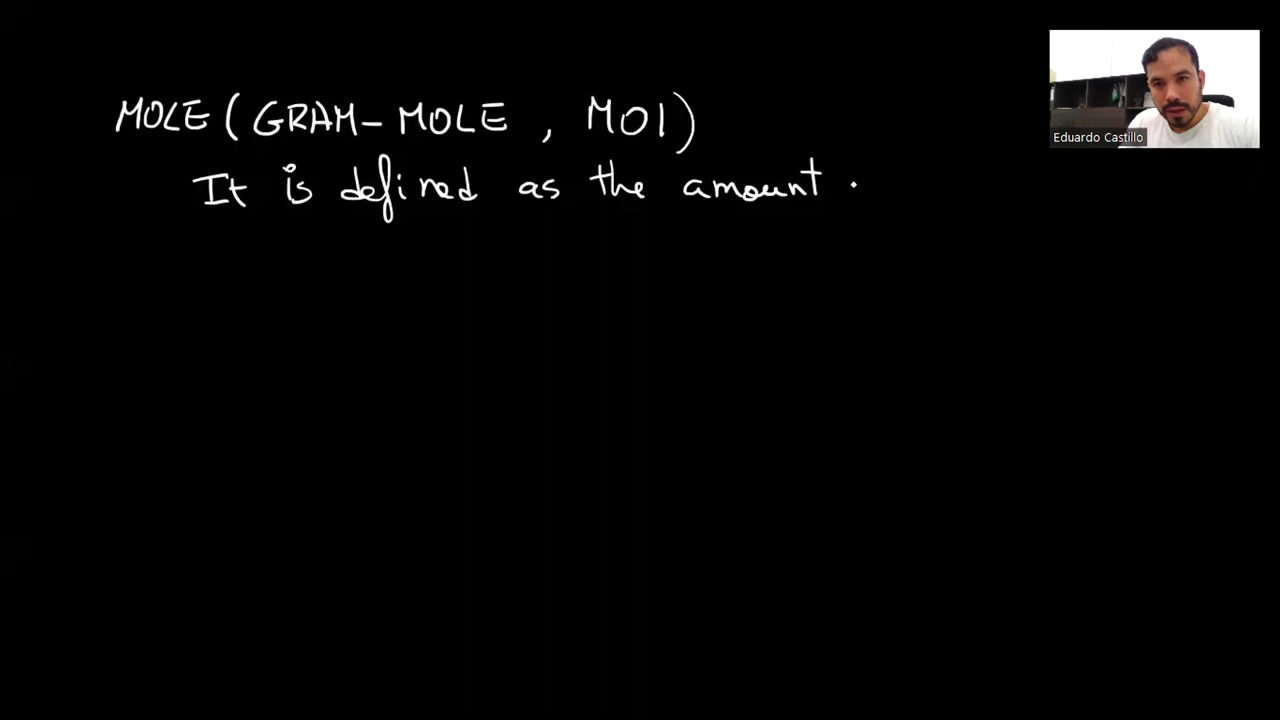 MOLE (GRAM-MOLE, MOl)
It is defined as the amount
Eduardo Castillo